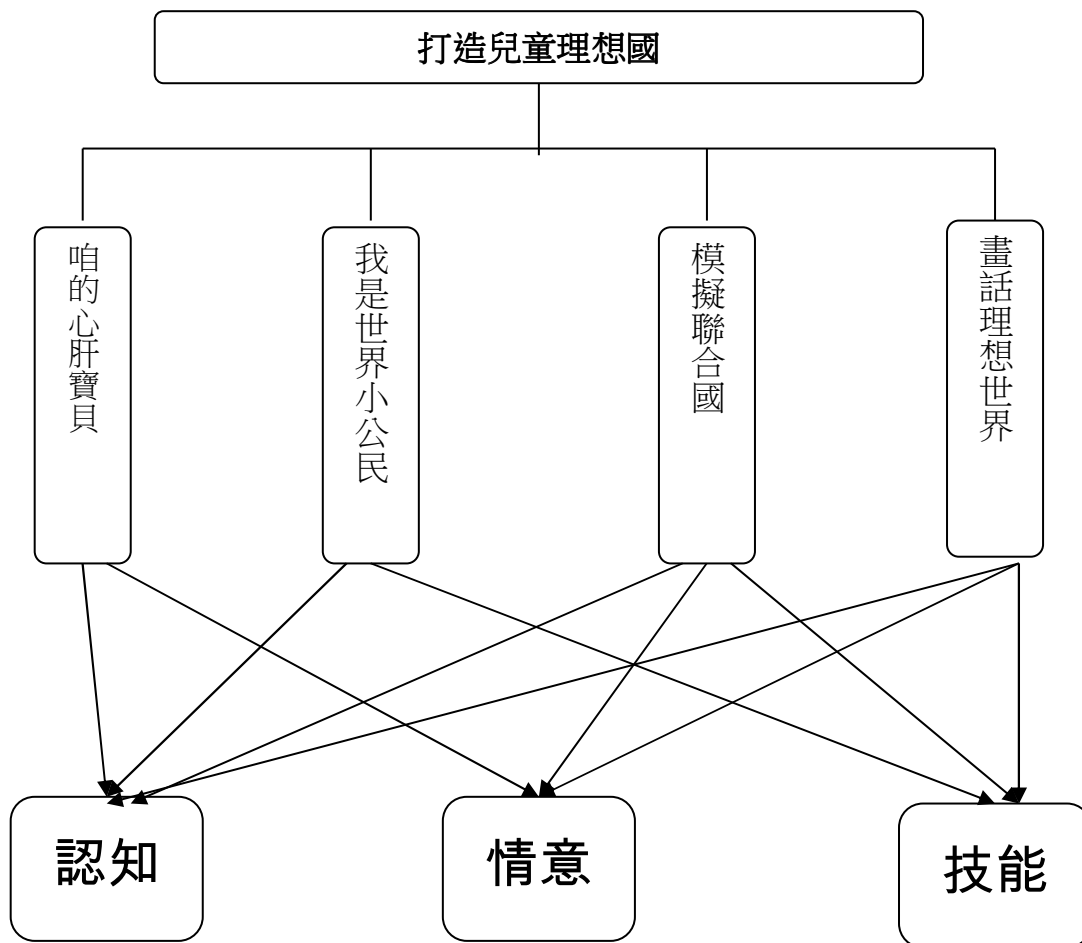 打造兒童理想國
咱的心肝寶貝
我是世界小公民
模擬聯合國
畫話理想世界
認知
情意
技能